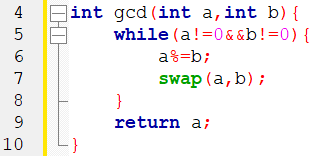 4 int gcd(int a,int b){
5     while(a!=0&&b!=0){
6         a%=b;
7         swap(a,b);
8     }
9     return a;
10 }